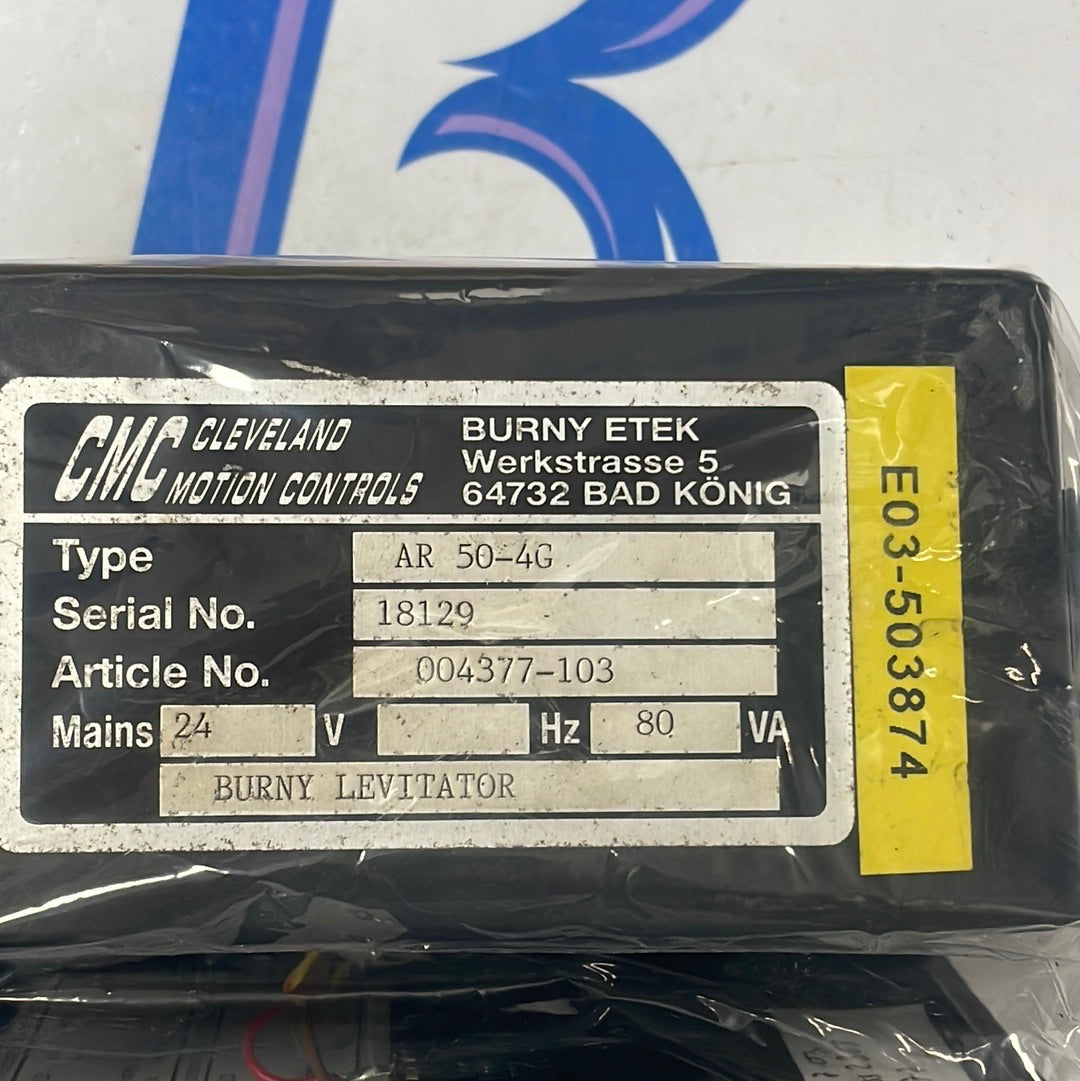 CMC CLEVELAND
MOTION CONTROLS
BURNY ETEK
Werkstrasse 5
64732 BAD KÖNIG
Type AR 50-4G
Serial No. 18129
Article No. 004377-103
Mains 24 V Hz 80 VA
BURNY LEVITATOR
E03-503874